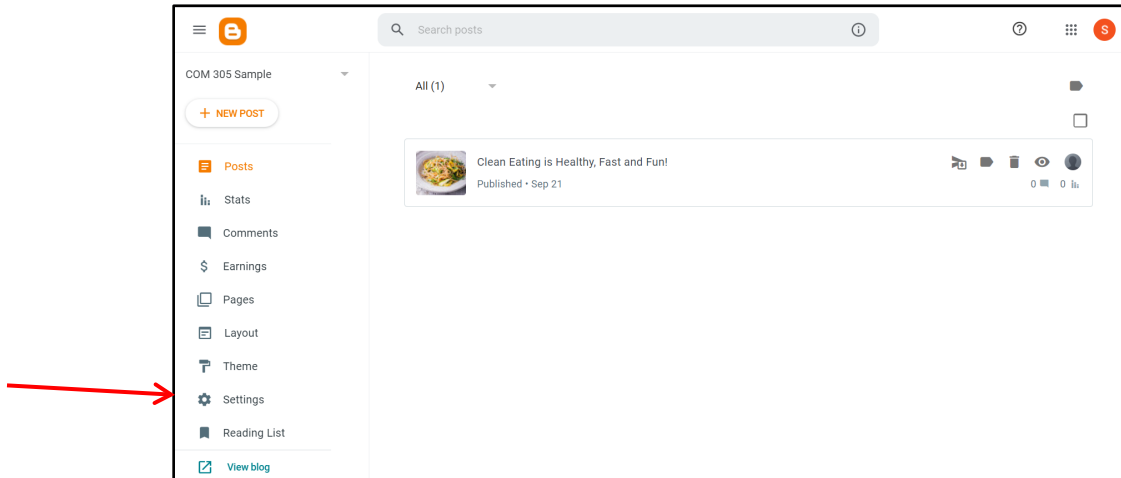 Search posts
S
COM 305 Sample
All (1)
+ NEW POST
Posts
Clean Eating is Healthy, Fast and Fun!
Published • Sep 21
0 0
Stats
Comments
$ Earnings
Pages
Layout
Theme
Settings
Reading List
View blog